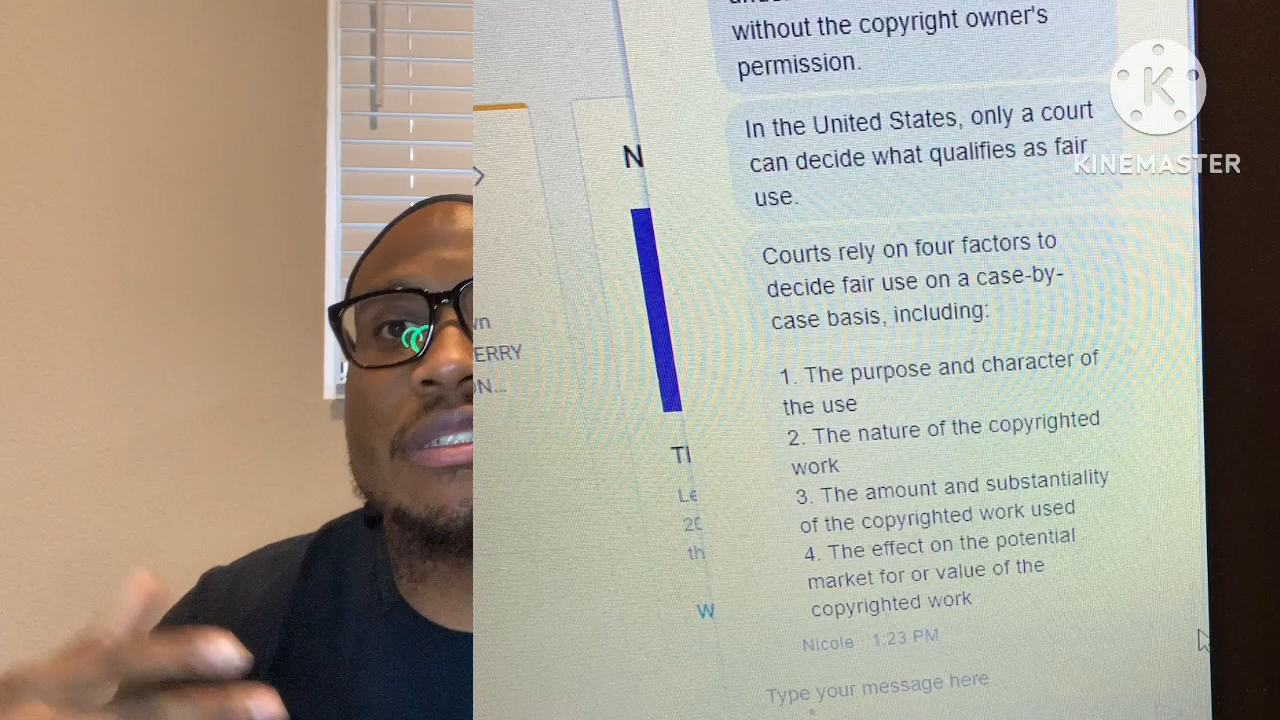 without the copyright owner's
permission.
In the United States, only a court
can decide what qualifies as fair
use.
Courts rely on four factors to
decide fair use on a case-by-
case basis, including:
1. The purpose and character of
the use
2. The nature of the copyrighted
work
3. The amount and substantiality
of the copyrighted work used
4. The effect on the potential
market for or value of the
copyrighted work
Nicole · 1:23 PM
Type your message here
K
KINEMASTER
N
ERRY
N...
Le
th
W